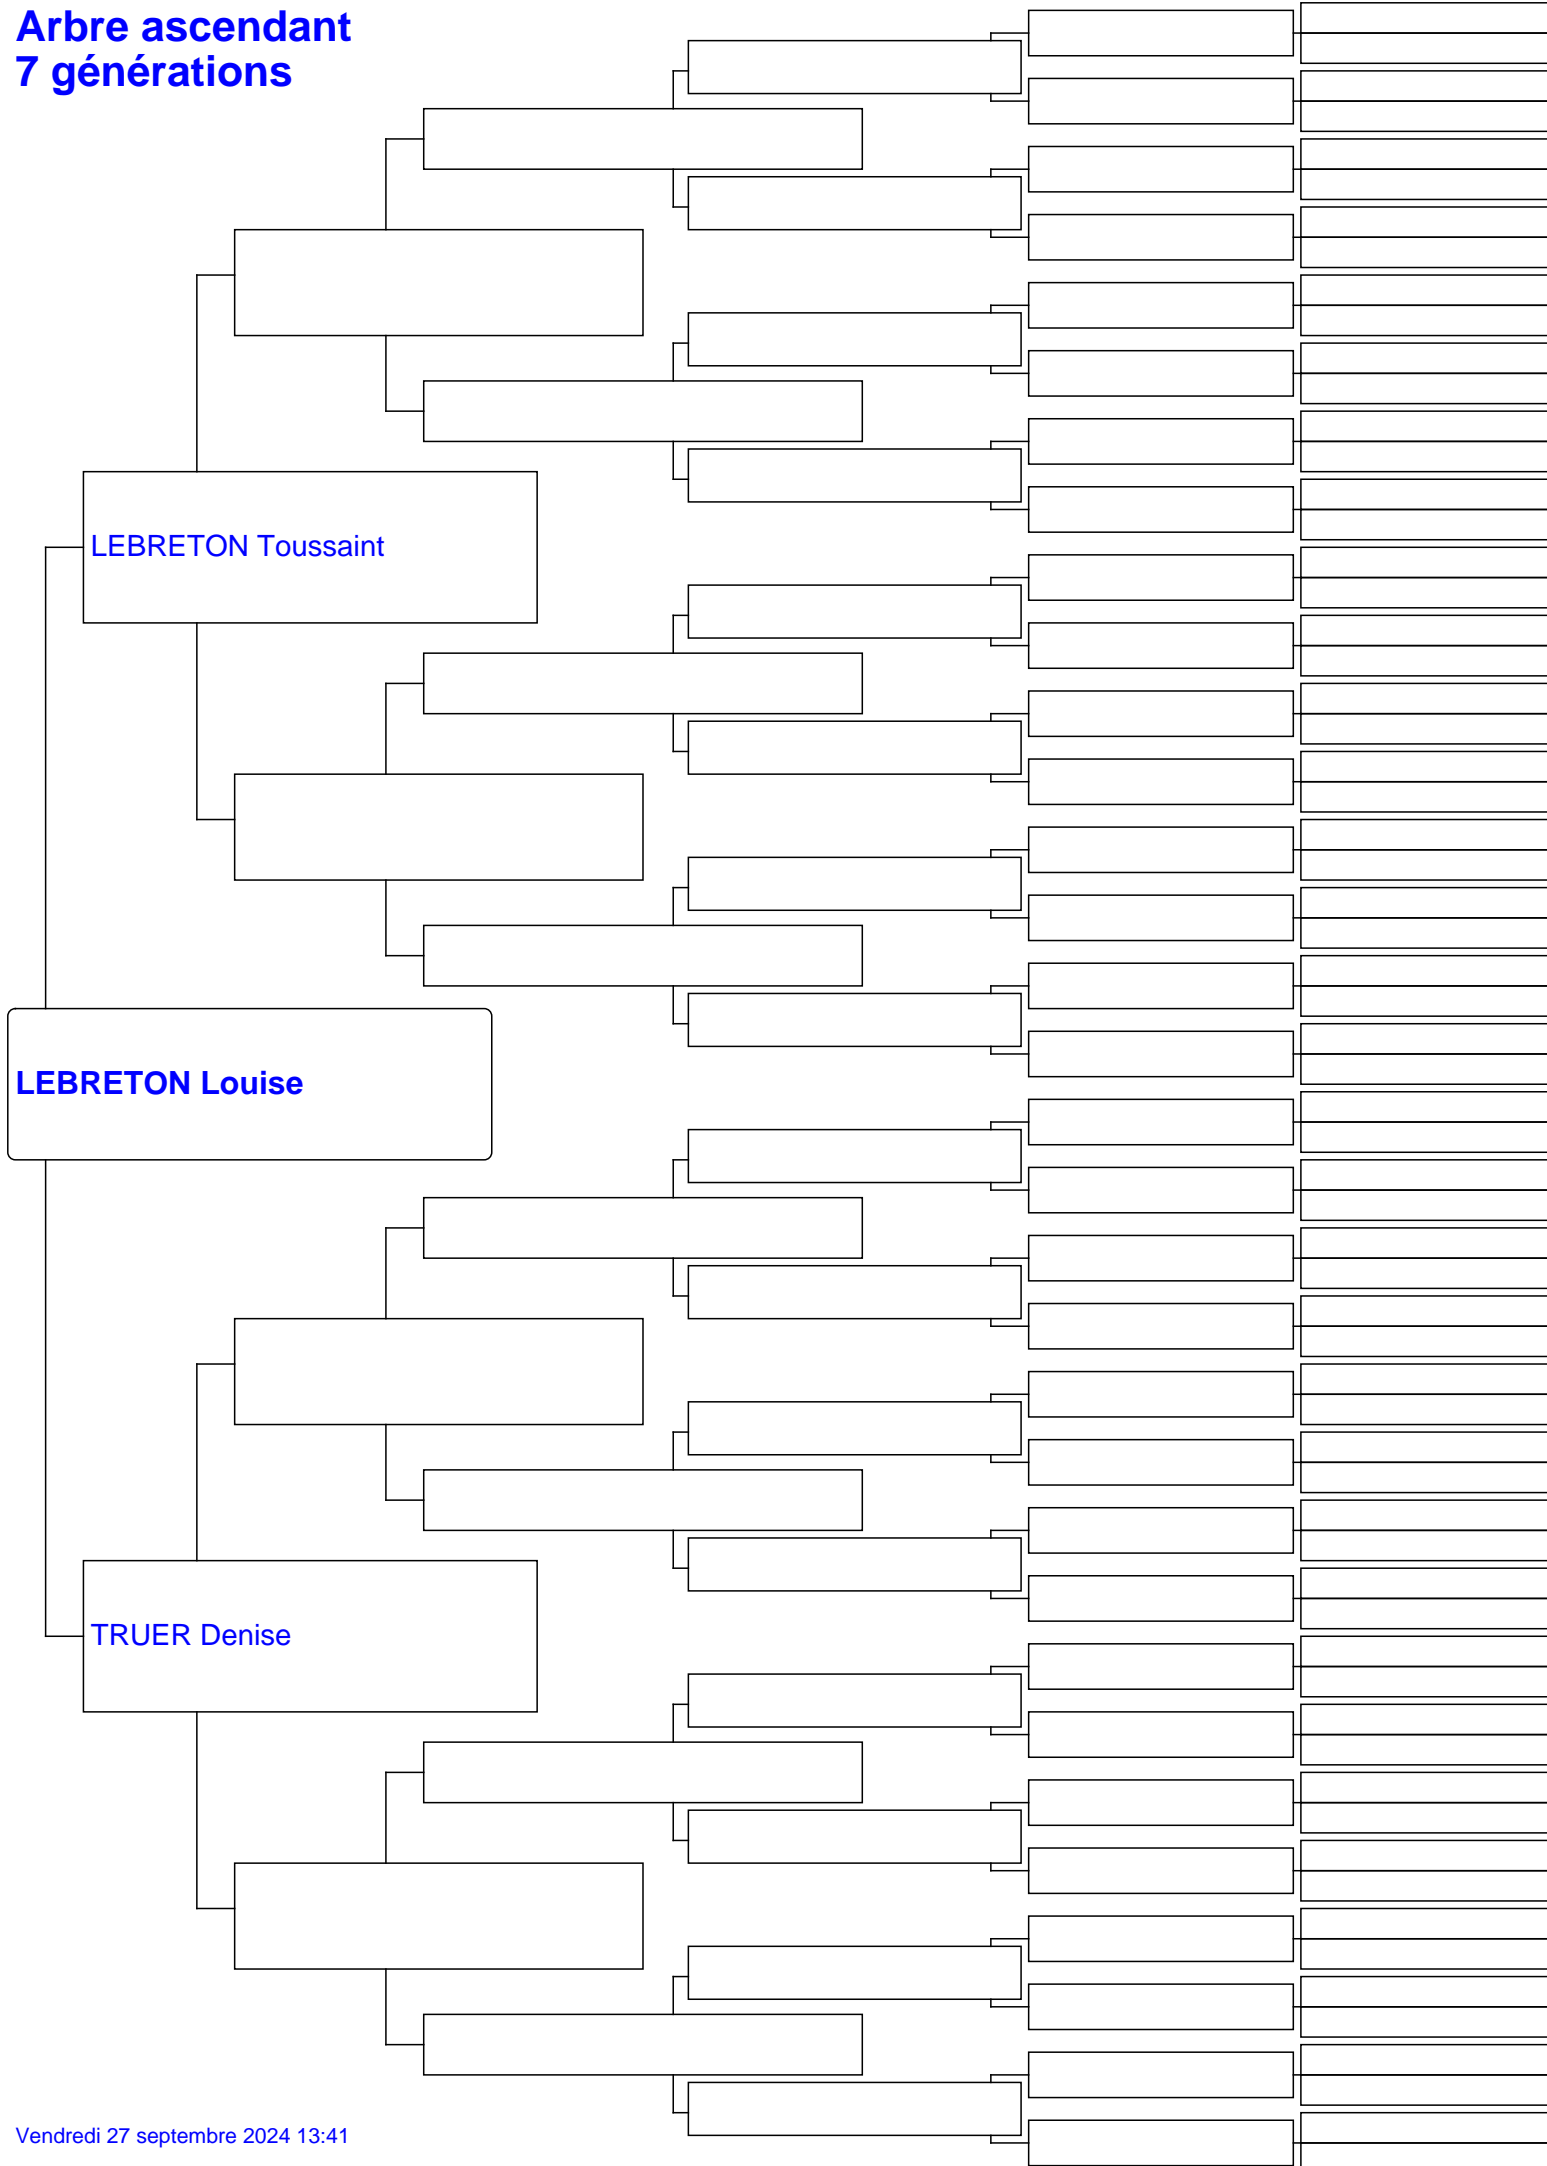 Arbre ascendant
7 générations
LEBRETON Toussaint
LEBRETON Louise
TRUER Denise
Vendredi 27 septembre 2024 13:41